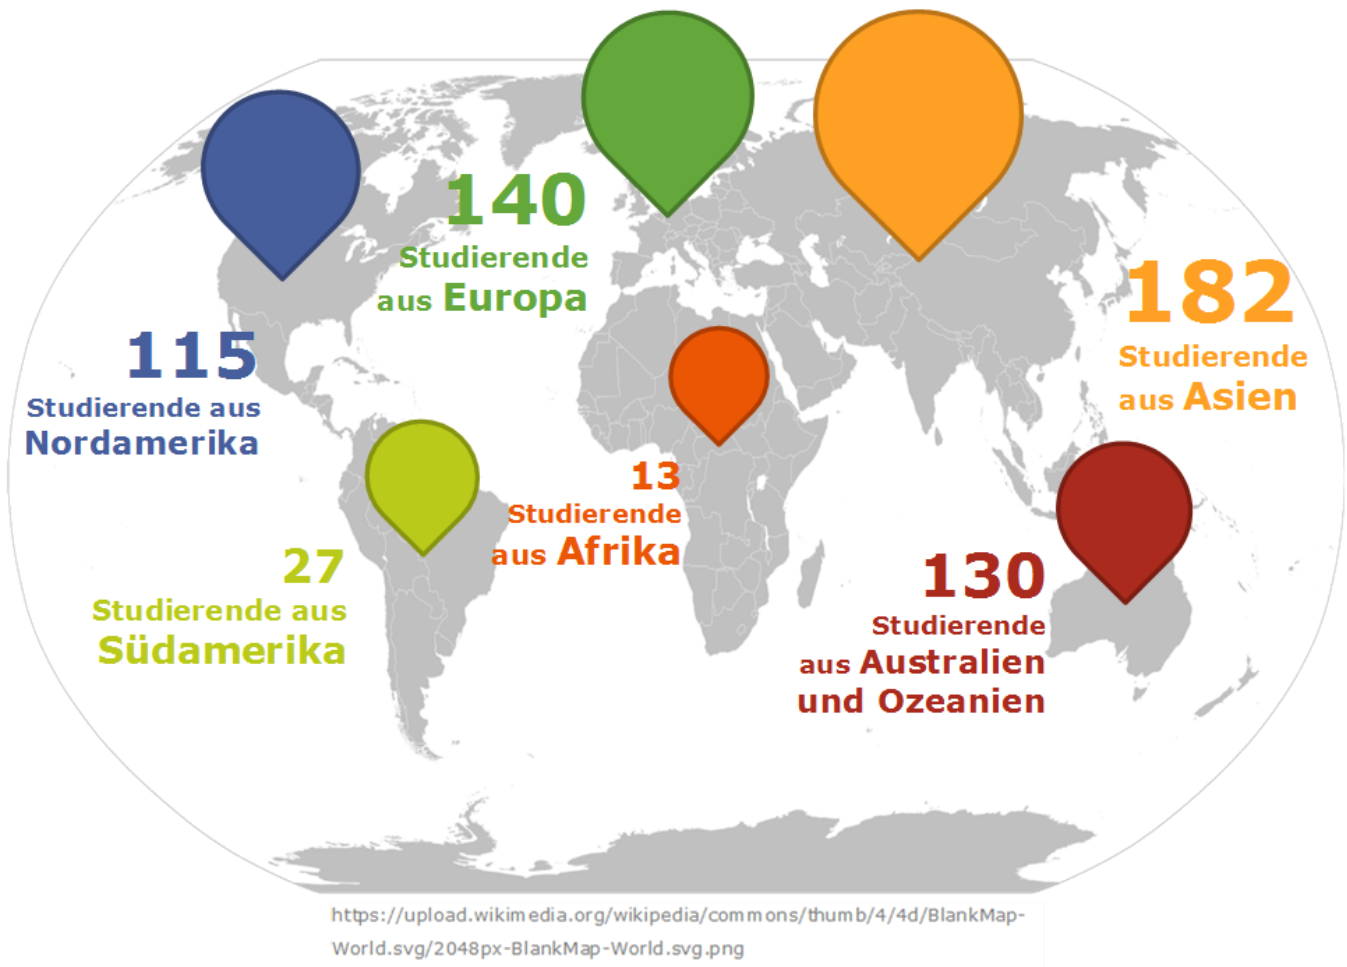 140
Studierende
aus Europa
182
Studierende
aus Asien
115
Studierende aus
Nordamerika
13
Studierende
aus Afrika
27
Studierende aus
Südamerika
130
Studierende
aus Australien
und Ozeanien
https://upload.wikimedia.org/wikipedia/commons/thumb/4/4d/BlankMap-
World.svg/2048px-BlankMap-World.svg.png